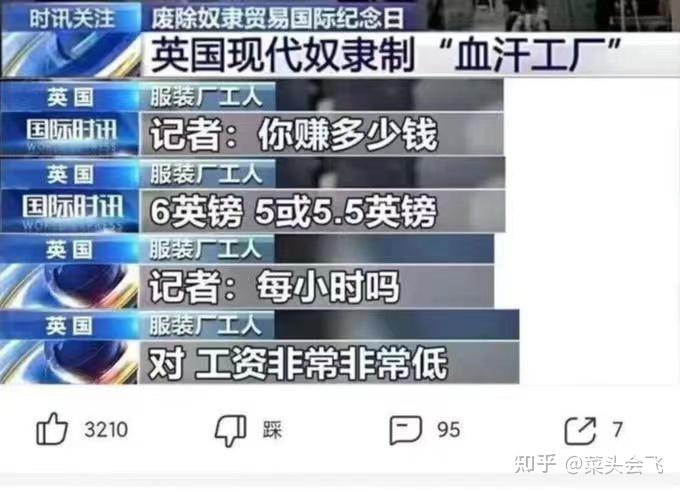 时讯关注
废除奴隶贸易国际纪念日
英国现代奴隶制 “血汗工厂”
英国
服装厂工人
国际时讯
记者：你赚多少钱
英国
服装厂工人
国际时讯
6英镑 5或5.5英镑
英国
服装厂工人
记者：每小时吗
英国
服装厂工人
对 工资非常非常低
3210
踩
95
7
知乎 @菜头会飞